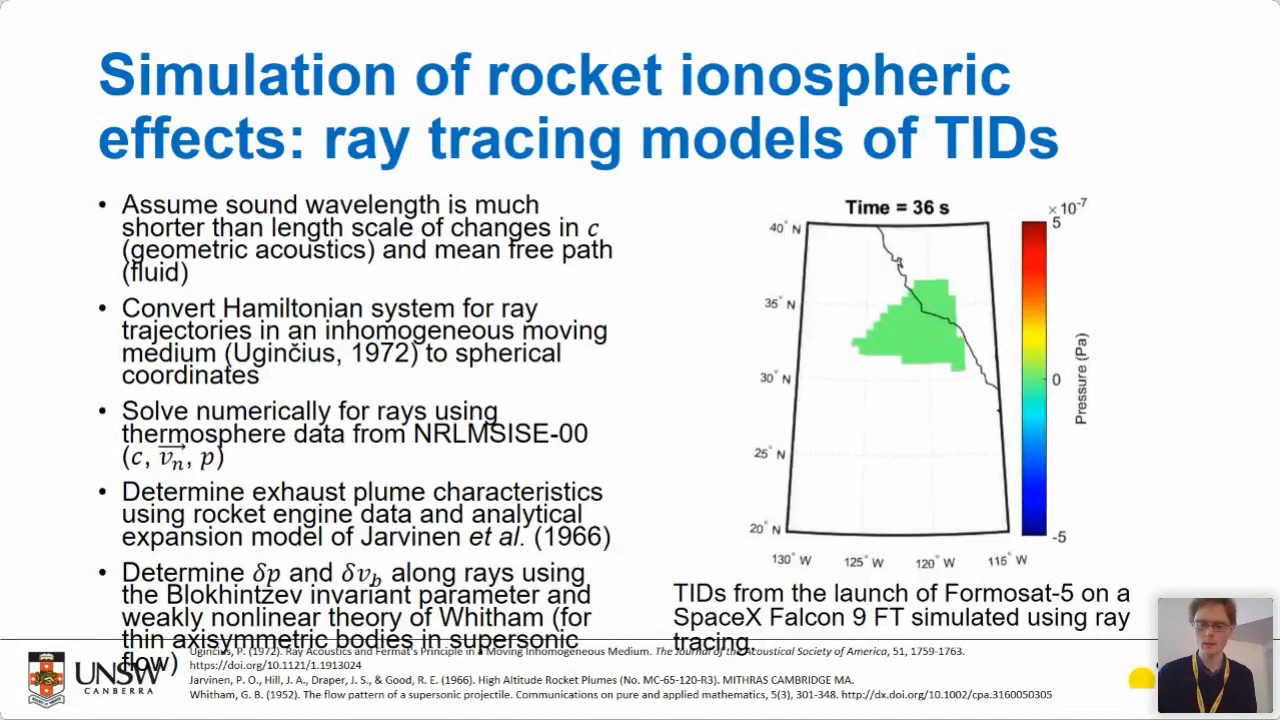 Simulation of rocket ionospheric
effects: ray tracing models of TIDs
• Assume sound wavelength is much
shorter than length scale of changes in c
(geometric acoustics) and mean free path
(fluid)
• Convert Hamiltonian system for ray
trajectories in an inhomogeneous moving
medium (Uginčius, 1972) to spherical
coordinates
• Solve numerically for rays using
thermosphere data from NRLMSISE-00
(c, v⃗ₙ, p)
• Determine exhaust plume characteristics
using rocket engine data and analytical
expansion model of Jarvinen et al. (1966)
• Determine δp and δv_b along rays using
the Blokhintžev invariant parameter and
weakly nonlinear theory of Whitham (for
thin axisymmetric bodies in supersonic
flow)
Time = 36 s
40° N
35° N
30° N
25° N
20° N
130° W 125° W 120° W 115° W
×10⁻⁷
5
0
-5
Pressure (Pa)
TIDs from the launch of Formosat-5 on a
SpaceX Falcon 9 FT simulated using ray
tracing.
UNSW
CANBERRA
Uginčius, P. (1972). Ray Acoustics and Fermat's Principle in a Moving Inhomogeneous Medium. The Journal of the Acoustical Society of America, 51, 1759-1763.
https://doi.org/10.1121/1.1913024
Jarvinen, P. O., Hill, J. A., Draper, J. S., & Good, R. E. (1966). High Altitude Rocket Plumes (No. MC-65-120-R3). MITHRAS CAMBRIDGE MA.
Whitham, G. B. (1952). The flow pattern of a supersonic projectile. Communications on pure and applied mathematics, 5(3), 301-348. http://dx.doi.org/10.1002/cpa.3160050305